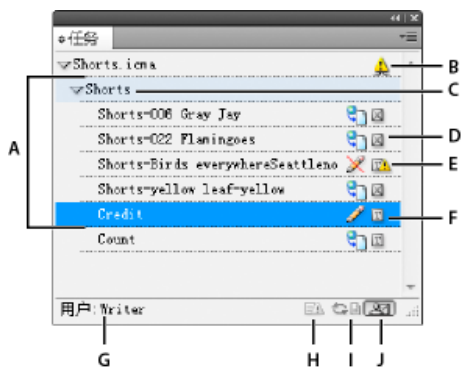 任务
Shorts.icma
B
Shorts
C
A
Shorts-006 Gray Jay
Shorts-022 Flamingoes
D
Shorts-Birds everywhereSeattleno
E
Shorts-yellow leaf-yellow
Credit
F
Count
用户: Writer
G H I J